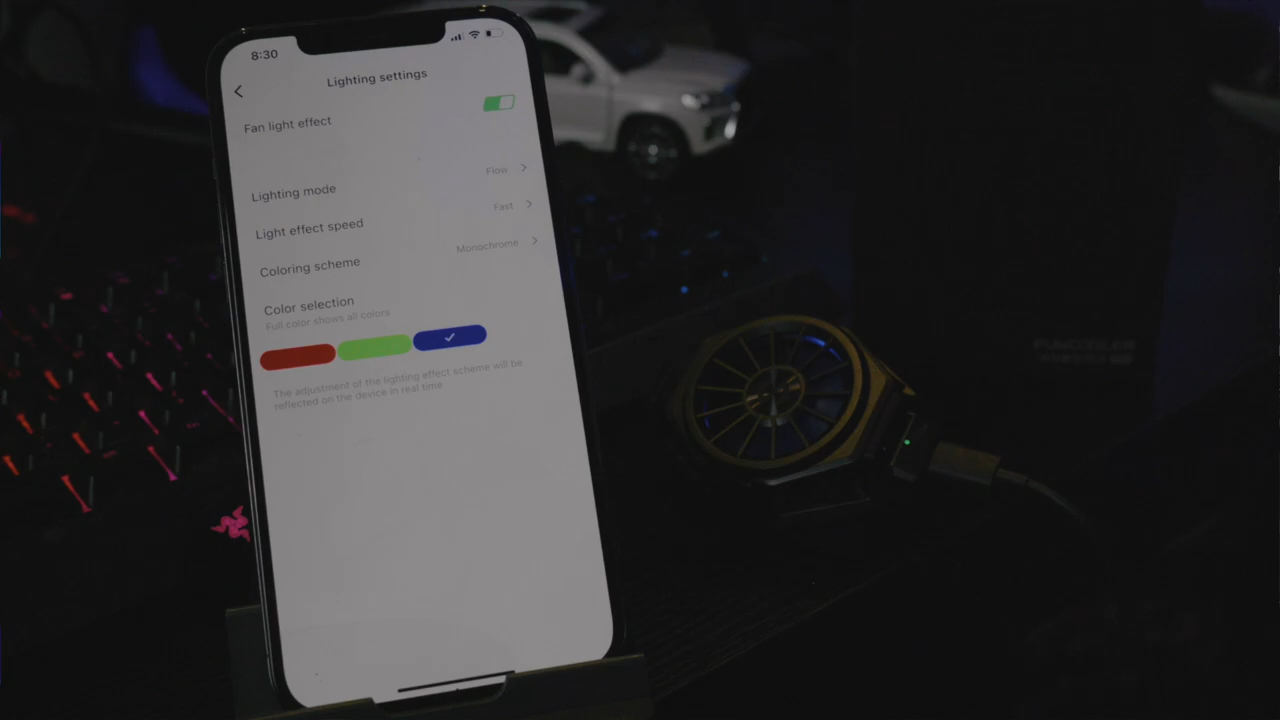 8:30
Lighting settings
Fan light effect
Lighting mode
Flow
Light effect speed
Fast
Coloring scheme
Monochrome
Color selection
Full color shows all colors
The adjustment of the lighting effect scheme will be
reflected on the device in real time